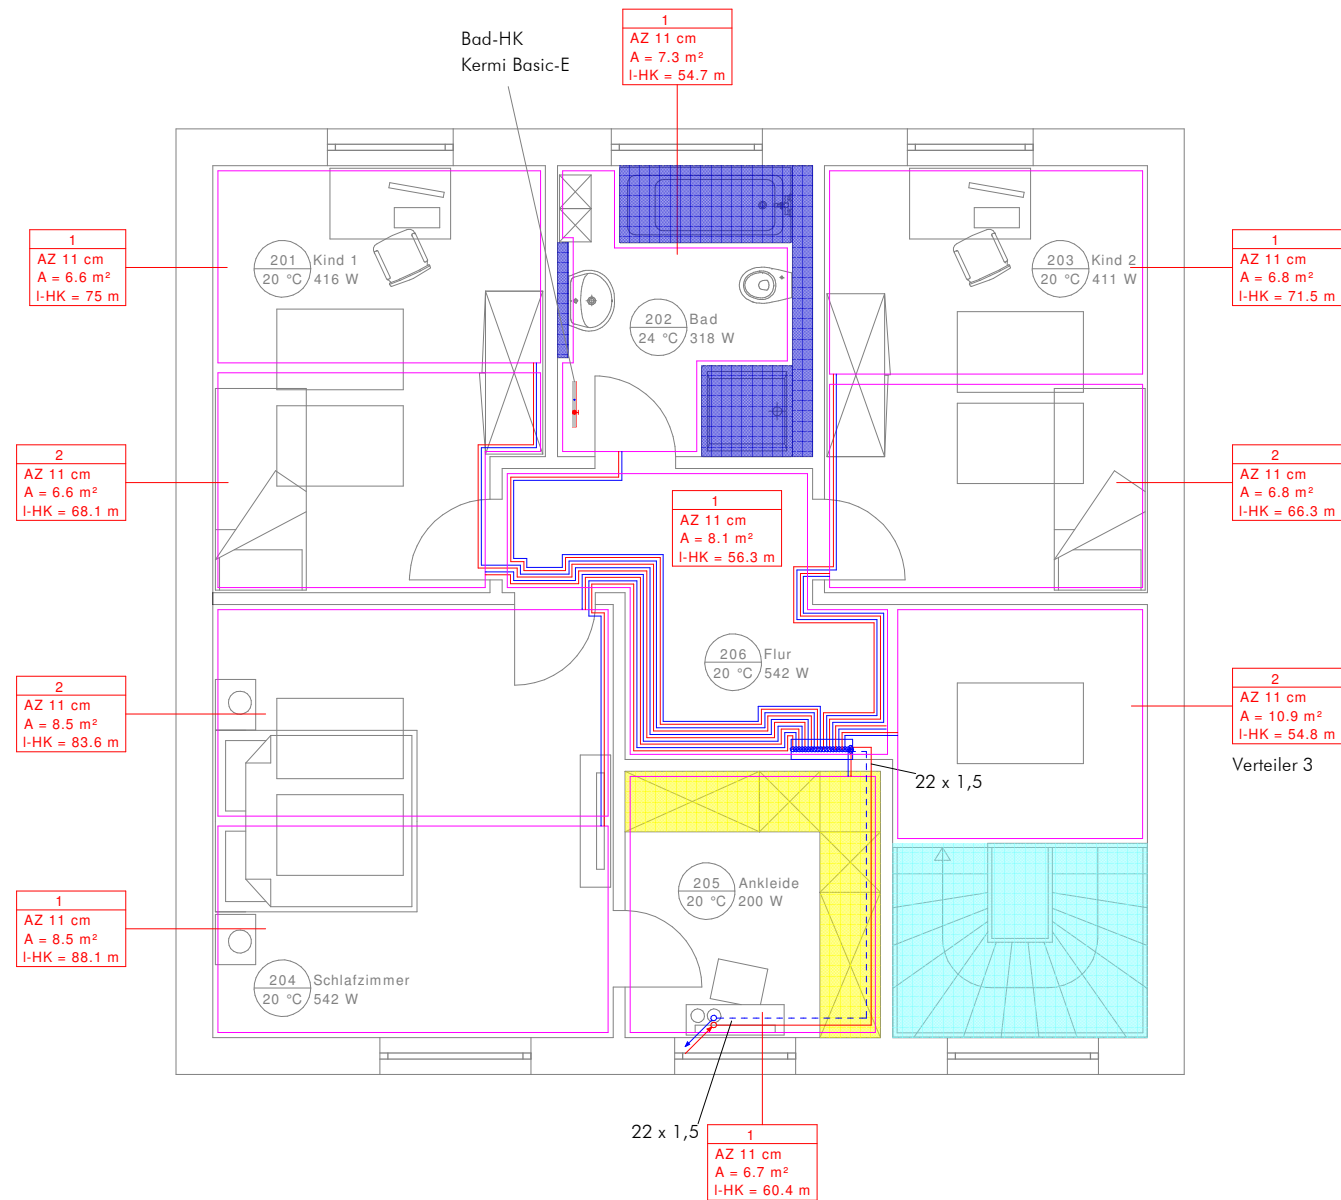 Bad-HK
Kermi Basic-E
1
AZ 11 cm
A = 7.3 m²
l-HK = 54.7 m
1
AZ 11 cm
A = 6.6 m²
l-HK = 75 m
201 Kind 1
20 °C 416 W
203 Kind 2
20 °C 411 W
1
AZ 11 cm
A = 6.8 m²
l-HK = 71.5 m
202 Bad
24 °C 318 W
2
AZ 11 cm
A = 6.6 m²
l-HK = 68.1 m
1
AZ 11 cm
A = 8.1 m²
l-HK = 56.3 m
2
AZ 11 cm
A = 6.8 m²
l-HK = 66.3 m
206 Flur
20 °C 542 W
2
AZ 11 cm
A = 8.5 m²
l-HK = 83.6 m
2
AZ 11 cm
A = 10.9 m²
l-HK = 54.8 m
Verteiler 3
22 x 1,5
205 Ankleide
20 °C 200 W
1
AZ 11 cm
A = 8.5 m²
l-HK = 88.1 m
204 Schlafzimmer
20 °C 542 W
22 x 1,5
1
AZ 11 cm
A = 6.7 m²
l-HK = 60.4 m